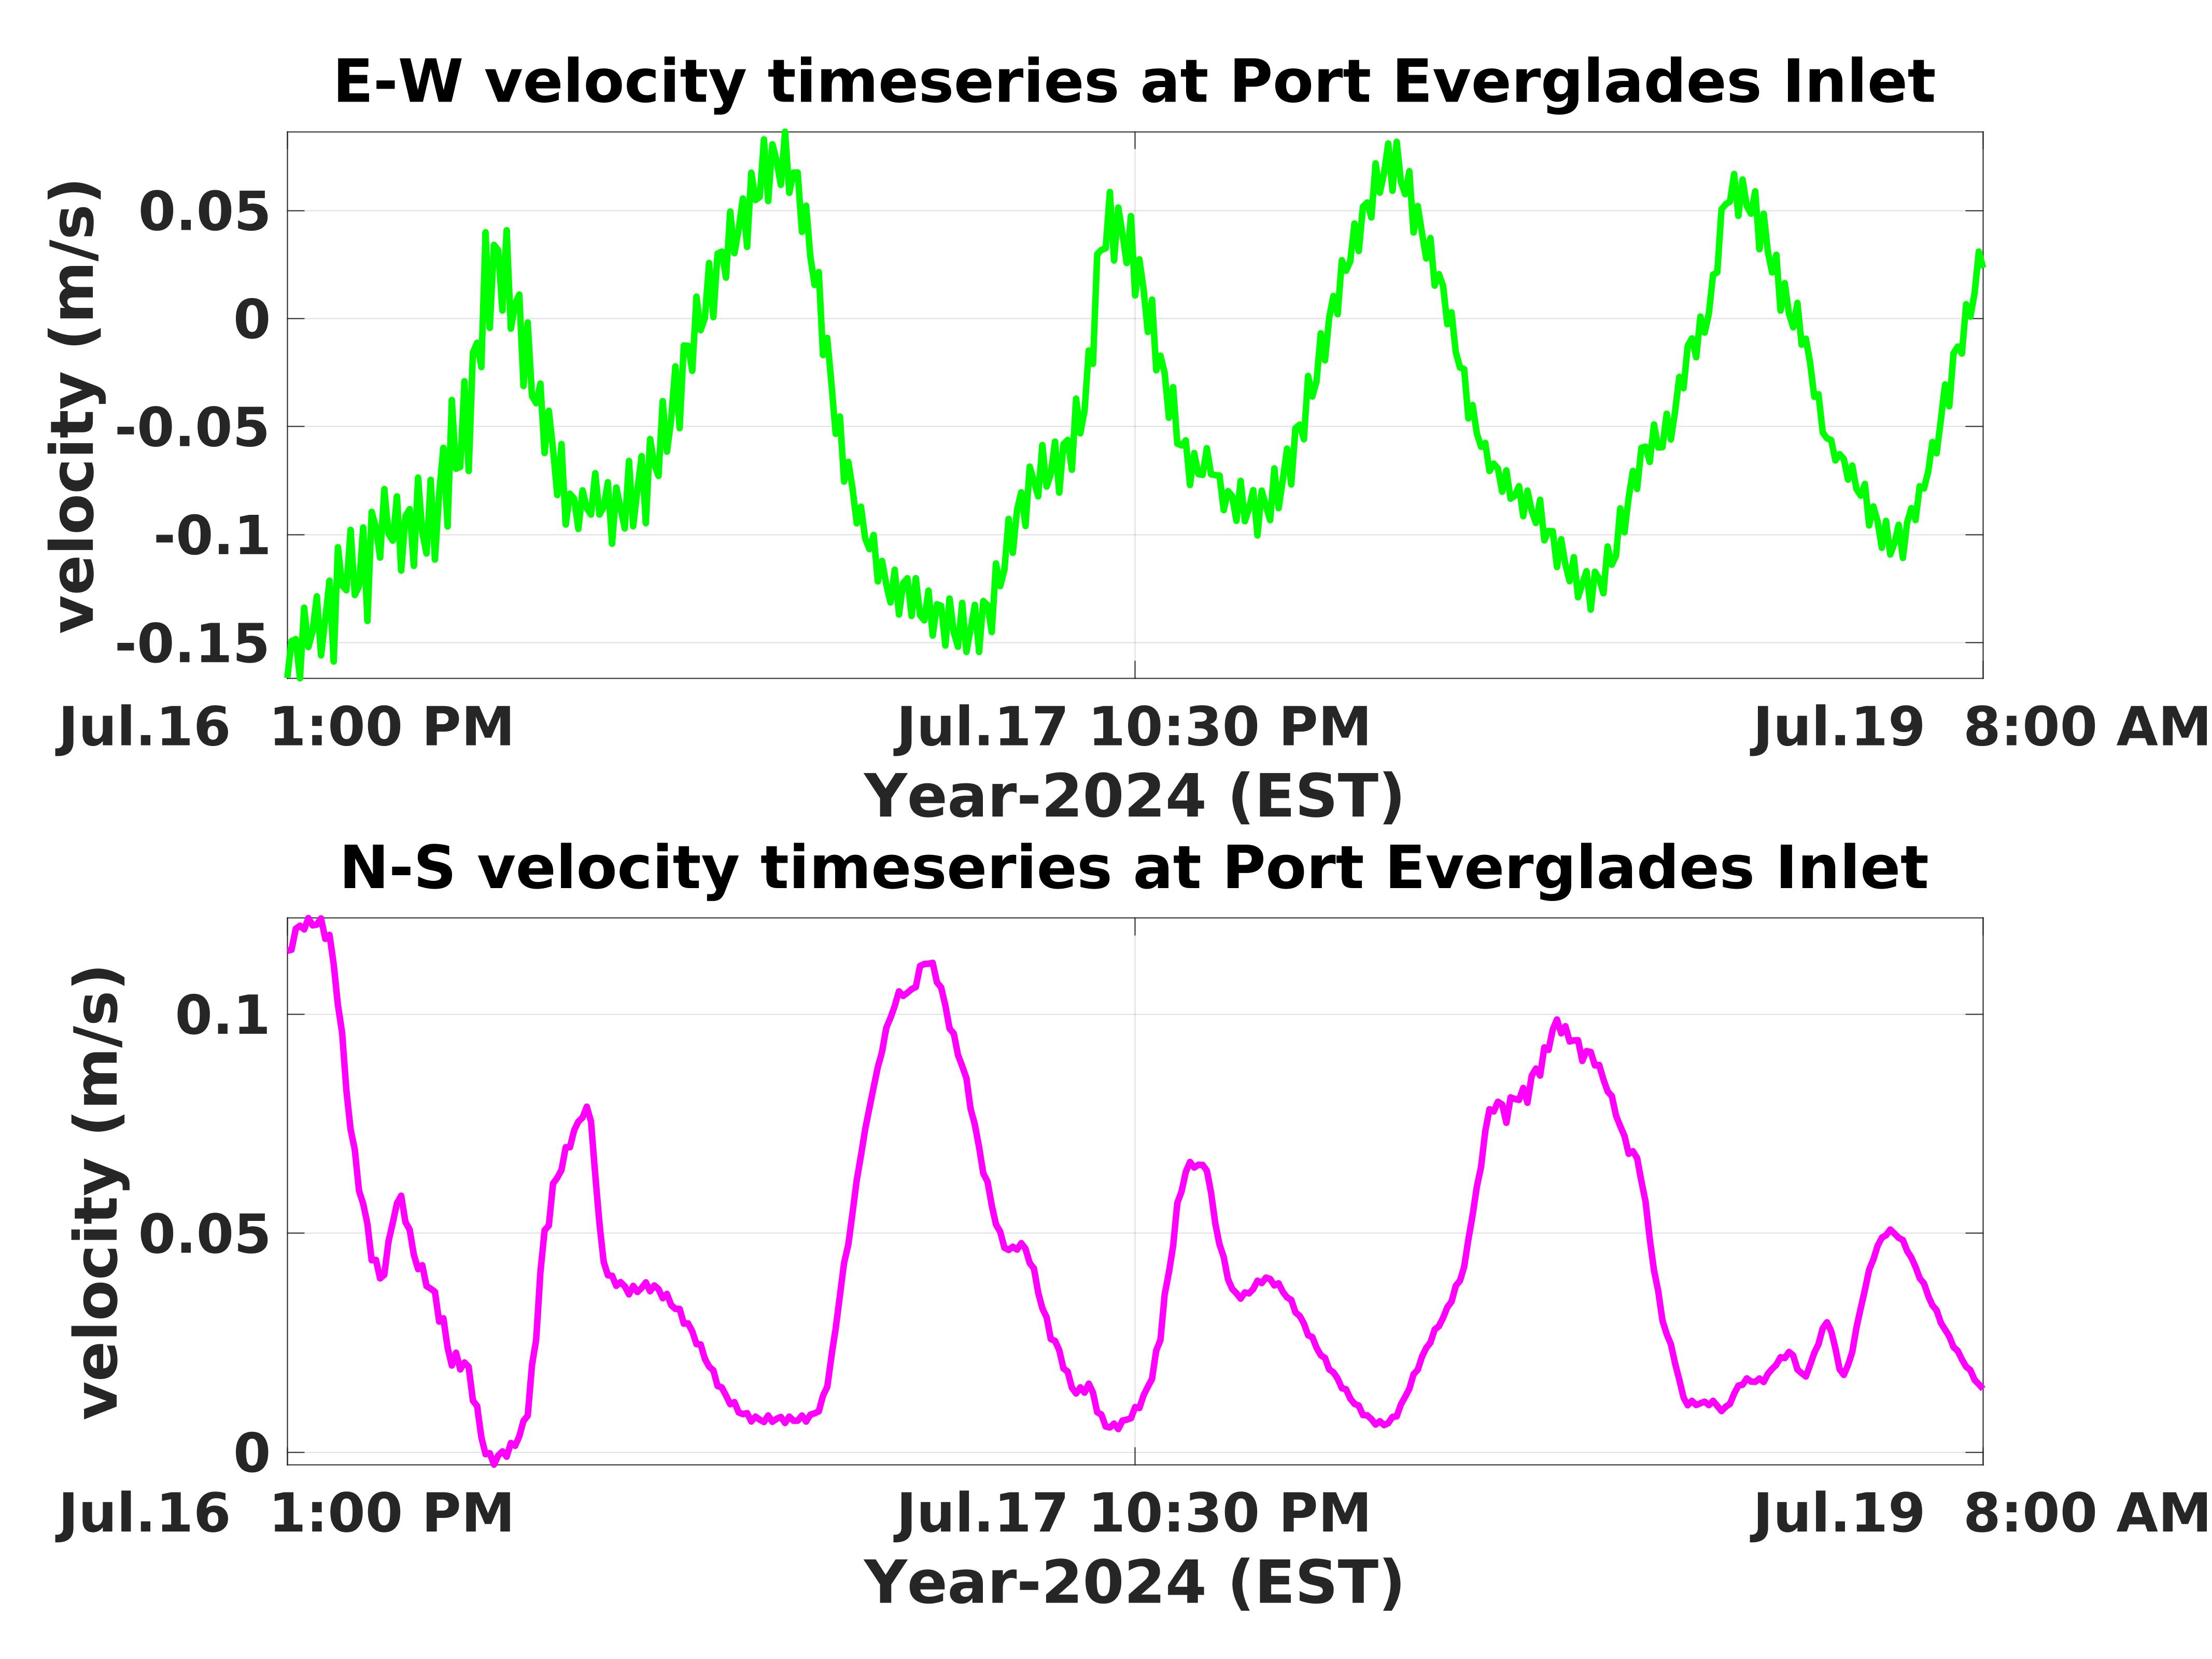 E-W velocity timeseries at Port Everglades Inlet
velocity (m/s)
0.05
0
-0.05
-0.1
-0.15
Jul.16  1:00 PM
Jul.17 10:30 PM
Jul.19  8:00 AM
Year-2024 (EST)
N-S velocity timeseries at Port Everglades Inlet
velocity (m/s)
0.1
0.05
0
Jul.16  1:00 PM
Jul.17 10:30 PM
Jul.19  8:00 AM
Year-2024 (EST)